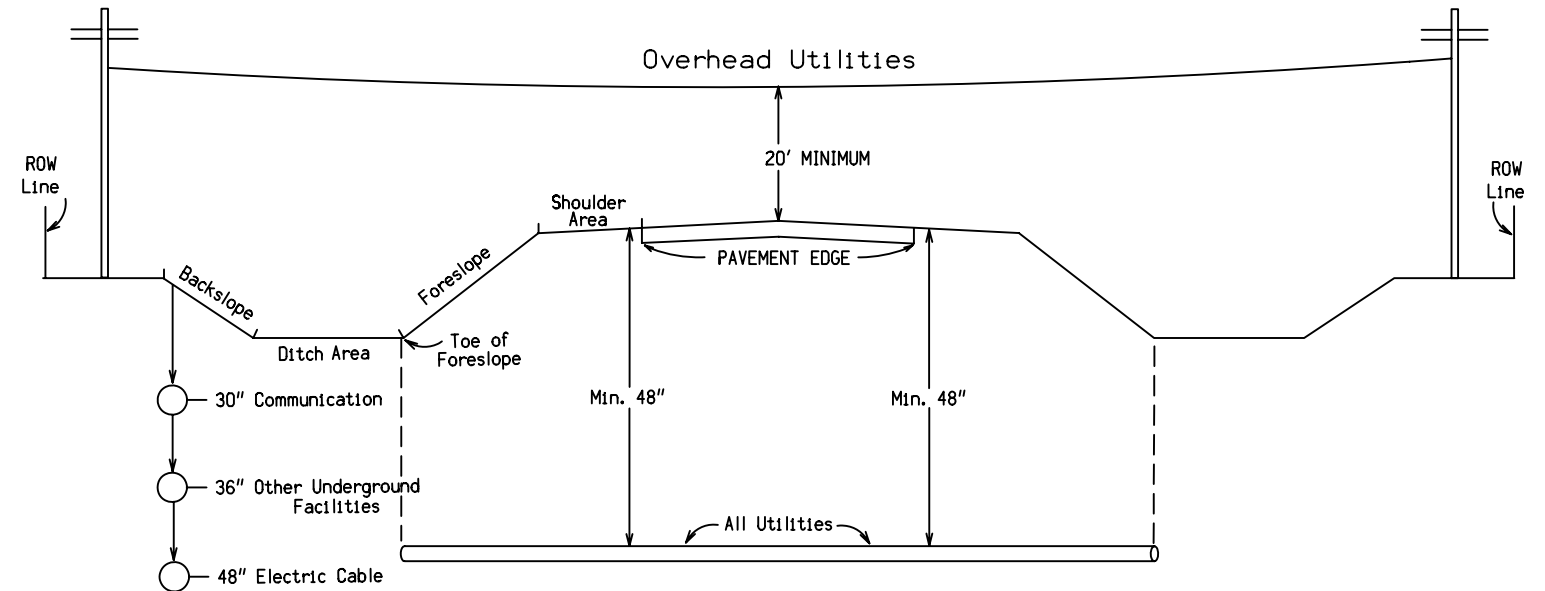 Overhead Utilities
20' MINIMUM
ROW
Line
ROW
Line
Shoulder
Area
Backslope
Foreslope
PAVEMENT EDGE
Toe of
Foreslope
Ditch Area
30" Communication
Min. 48"
Min. 48"
36" Other Underground
Facilities
All Utilities
48" Electric Cable